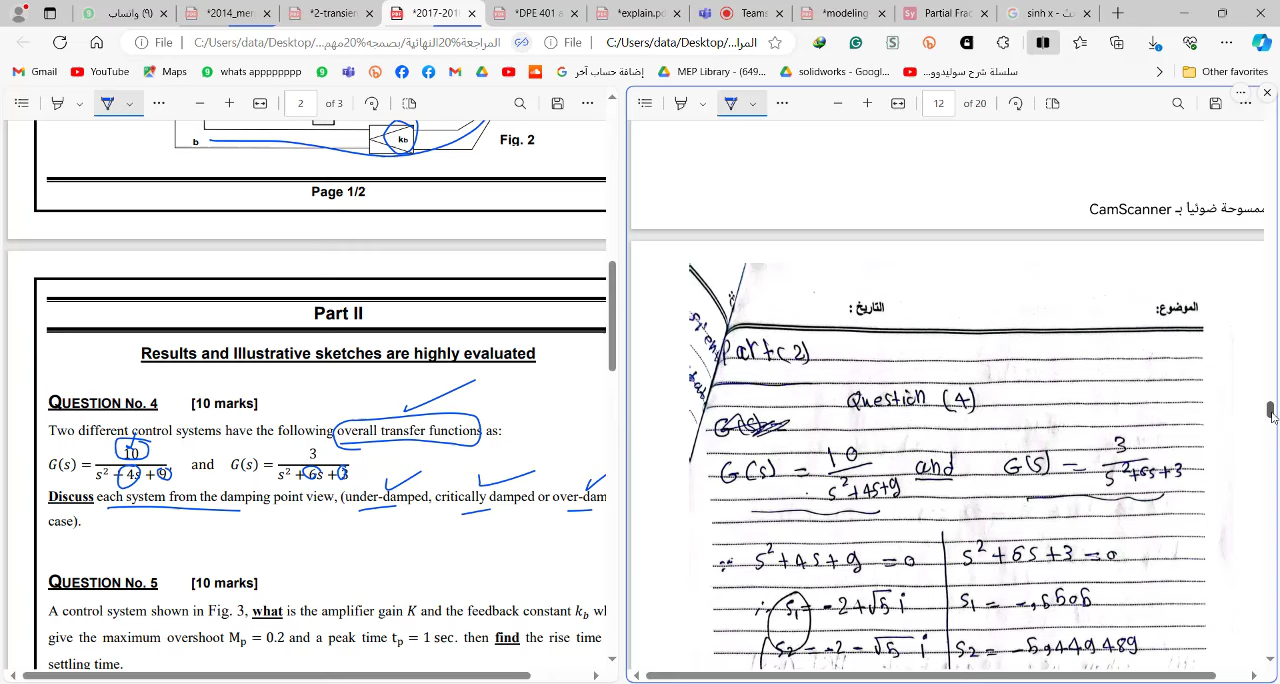 واتساب (٩)
*2014_mer
*2-transien
*2017-201
*DPE 401 a
*explain.pd
Teams
*modeling-
Partial Frac
sinh x - بحث
File
C:/Users/data/Desktop/...المراجعة%20النهائية/بصمجه%20مهم
File
C:/Users/data/Desktop/...المرا
Gmail
YouTube
Maps
whats apppppppp
إضافة حساب آخر
MEP Library - (649...
solidworks - Googl...
سلسلة شرح سوليدوو...
Other favorites
2 of 3
12 of 20
b
kb
Fig. 2
Page 1/2
Part II
Results and Illustrative sketches are highly evaluated
QUESTION No. 4 [10 marks]
Two different control systems have the following overall transfer functions as:
G(s) = 10 / s² + 4s + 9 and G(s) = 3 / s² + 6s + 3
Discuss each system from the damping point view, (under-damped, critically damped or over-dam
case).
QUESTION No. 5 [10 marks]
A control system shown in Fig. 3, what is the amplifier gain K and the feedback constant kb wl
give the maximum overshoot Mp = 0.2 and a peak time tp = 1 sec. then find the rise time
settling time.
ممسوحة ضوئيا بـ CamScanner
الموضوع:
التاريخ :
Part (2)
Question (4)
G(s) = 10 / s²+4s+9 and G(s) = 3 / s²+6s+3
∵ s²+4s+9 = 0
s²+6s+3 = 0
∴ s1 = -2+√5 i
s1 = -,5505
s2 = -2-√5 i
s2 = -5,449489